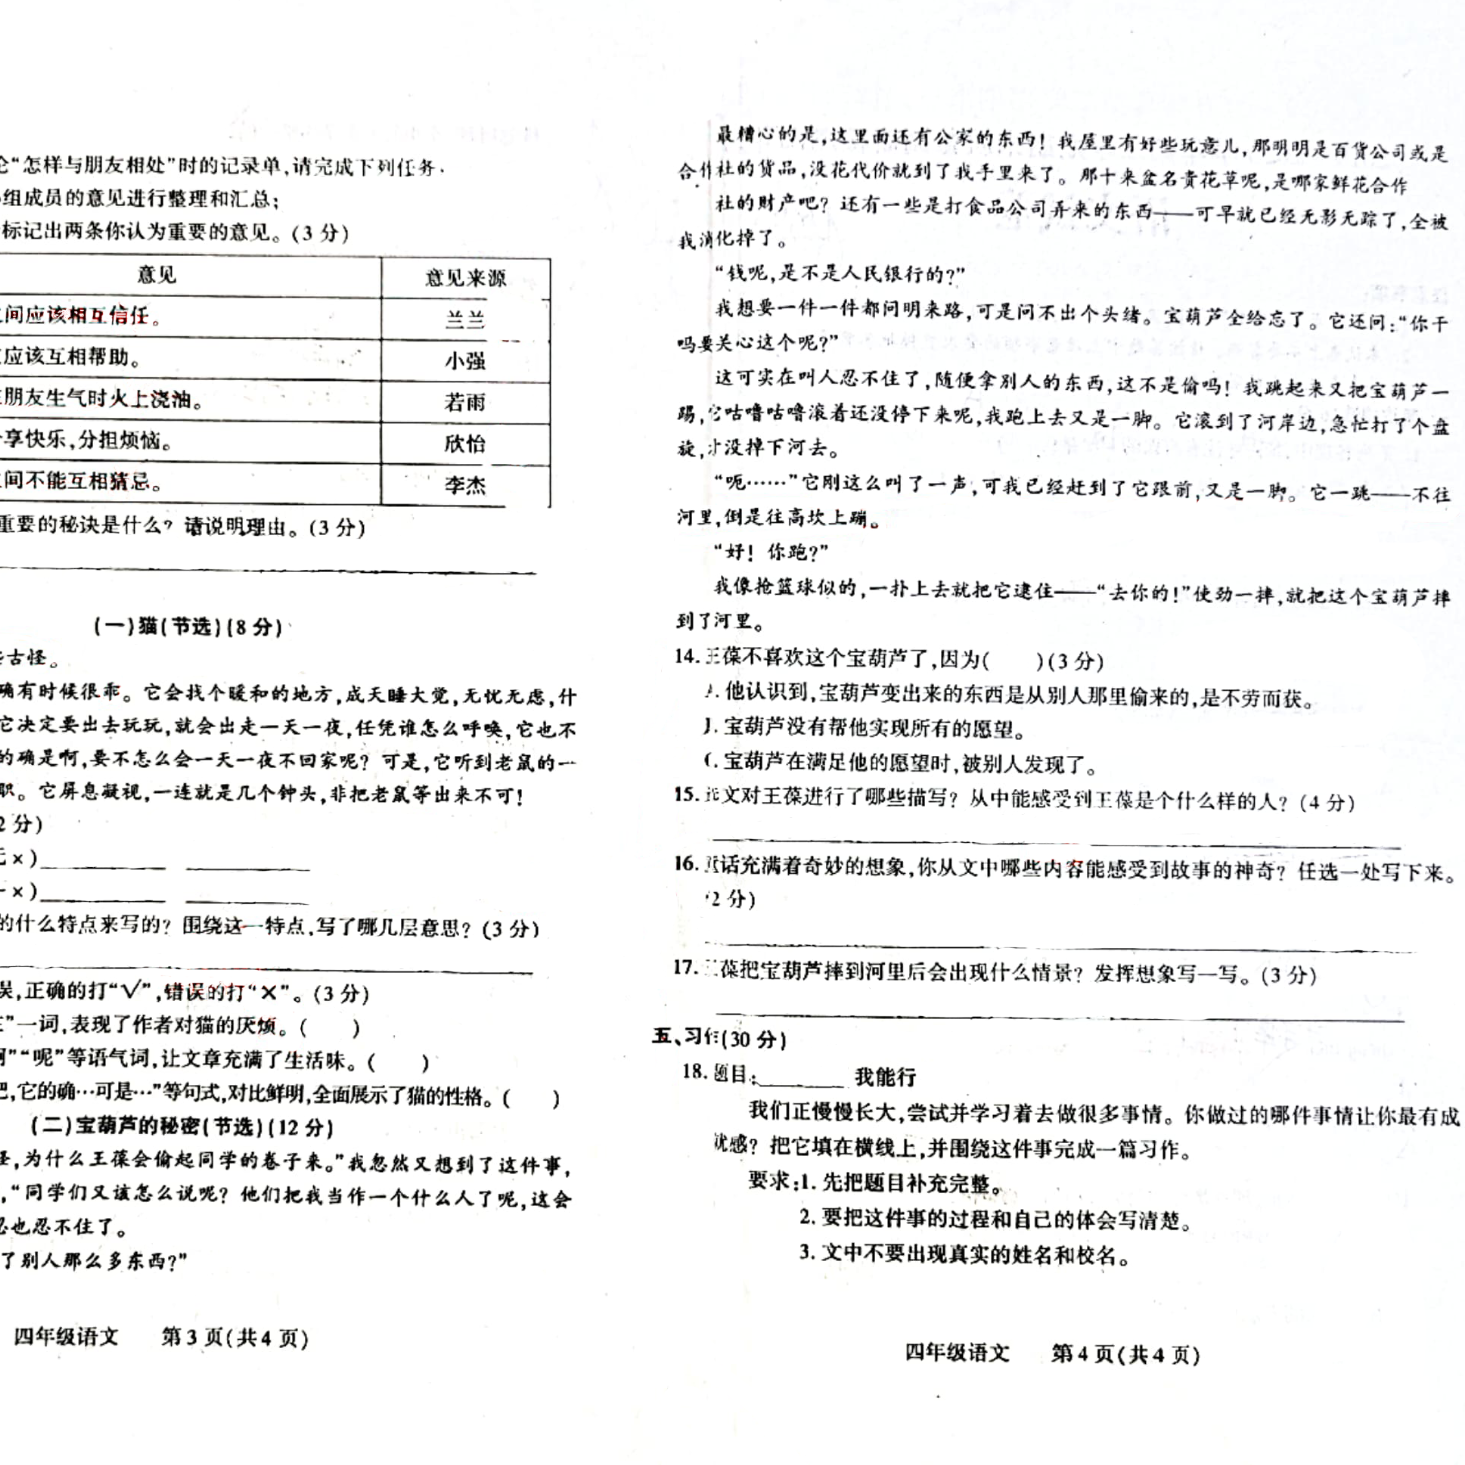 “怎样与朋友相处”时的记录单,请完成下列任务.
组成员的意见进行整理和汇总;
标记出两条你认为重要的意见。(3 分)
意见 意见来源
间应该相互信任。 兰兰
应该互相帮助。 小强
朋友生气时火上浇油。 若雨
享快乐,分担烦恼。 欣怡
间不能互相猜忌。 李杰
重要的秘诀是什么? 请说明理由。(3 分)
(一)猫(节选)(8 分)
古怪。
确有时候很乖。它会找个暖和的地方,成天睡大觉,无忧无虑,什
它决定要出去玩玩,就会出走一天一夜,任凭谁怎么呼唤,它也不
的确是啊,要不怎么会一天一夜不回家呢? 可是,它听到老鼠的一
职。它屏息凝视,一连就是几个钟头,非把老鼠等出来不可!
2 分)
×)
×)
的什么特点来写的? 围绕这一特点,写了哪几层意思? (3 分)
误,正确的打“√”,错误的打“×”。(3 分)
”一词,表现了作者对猫的厌烦。( )
”“呢”等语气词,让文章充满了生活味。( )
吧,它的确…可是…”等句式,对比鲜明,全面展示了猫的性格。( )
(二)宝葫芦的秘密(节选)(12 分)
怪,为什么王葆会偷起同学的卷子来。”我忽然又想到了这件事,
,“同学们又该怎么说呢? 他们把我当作一个什么人了呢,这会
忍也忍不住了。
了别人那么多东西?”
四年级语文 第 3 页(共 4 页)
最糟心的是,这里面还有公家的东西! 我屋里有好些玩意儿,那明明是百货公司或是
合作社的货品,没花代价就到了我手里来了。那十来盆名贵花草呢,是哪家鲜花合作
社的财产吧? 还有一些是打食品公司弄来的东西——可早就已经无影无踪了,全被
我消化掉了。
“钱呢,是不是人民银行的?”
我想要一件一件都问明来路,可是问不出个头绪。宝葫芦全给忘了。它还问:“你干
吗要关心这个呢?”
这可实在叫人忍不住了,随便拿别人的东西,这不是偷吗! 我跳起来又把宝葫芦一
踢,它咕噜咕噜滚着还没停下来呢,我跑上去又是一脚。它滚到了河岸边,急忙打了个盘
旋,才没掉下河去。
“呃……”它刚这么叫了一声,可我已经赶到了它跟前,又是一脚。它一跳——不往
河里,倒是往高坎上蹦。
“好! 你跑?”
我像抢篮球似的,一扑上去就把它逮住——“去你的!”使劲一摔,就把这个宝葫芦摔
到了河里。
14. 王葆不喜欢这个宝葫芦了,因为( )(3 分)
A. 他认识到,宝葫芦变出来的东西是从别人那里偷来的,是不劳而获。
B. 宝葫芦没有帮他实现所有的愿望。
C. 宝葫芦在满足他的愿望时,被别人发现了。
15. 此文对王葆进行了哪些描写? 从中能感受到王葆是个什么样的人? (4 分)
16. 童话充满着奇妙的想象,你从文中哪些内容能感受到故事的神奇? 任选一处写下来。
(2 分)
17. 王葆把宝葫芦摔到河里后会出现什么情景? 发挥想象写一写。(3 分)
五、习作(30 分)
18. 题目: 我能行
我们正慢慢长大,尝试并学习着去做很多事情。你做过的哪件事情让你最有成
就感? 把它填在横线上,并围绕这件事完成一篇习作。
要求:1. 先把题目补充完整。
2. 要把这件事的过程和自己的体会写清楚。
3. 文中不要出现真实的姓名和校名。
四年级语文 第 4 页(共 4 页)